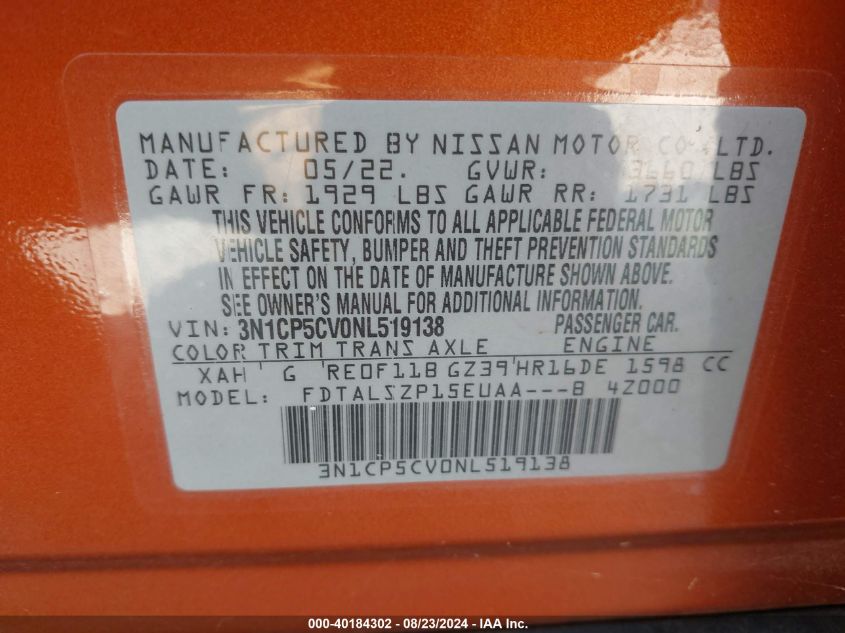 MANUFACTURED BY NISSAN MOTOR CO., LTD.
DATE: 05/22. GVWR: 3660 LBS
GAWR FR: 1929 LBS GAWR RR: 1731 LBS
THIS VEHICLE CONFORMS TO ALL APPLICABLE FEDERAL MOTOR
VEHICLE SAFETY, BUMPER AND THEFT PREVENTION STANDARDS
IN EFFECT ON THE DATE OF MANUFACTURE SHOWN ABOVE.
SEE OWNER'S MANUAL FOR ADDITIONAL INFORMATION.
VIN: 3N1CP5CV0NL519138 PASSENGER CAR.
COLOR TRIM TRANS AXLE ENGINE
XAH G RE0F11B GZ39 HR16DE 1598 CC
MODEL: FDTALSZP15EUAA---B 4Z000
3N1CP5CV0NL519138
000-40184302 - 08/23/2024 - IAA Inc.